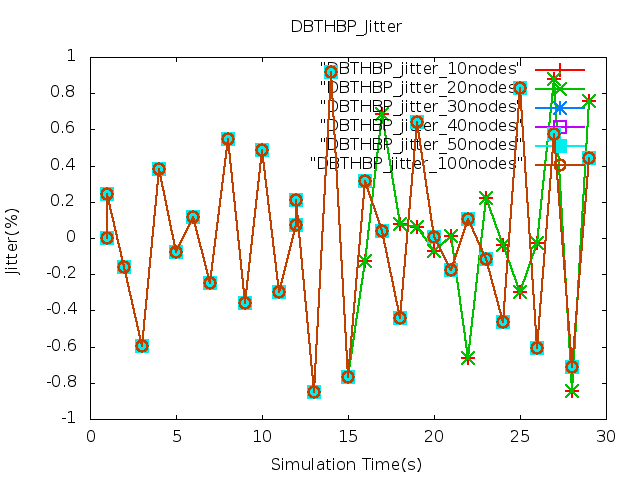 DBTHBP_Jitter
"DBTHBP_jitter_10nodes"
"DBTHBP_jitter_20nodes"
"DBTHBP_jitter_30nodes"
"DBTHBP_jitter_40nodes"
"DBTHBP_jitter_50nodes"
"DBTHBP_jitter_100nodes"
1
0.8
0.6
0.4
0.2
0
-0.2
-0.4
-0.6
-0.8
-1
Jitter(%)
0 5 10 15 20 25 30
Simulation Time(s)